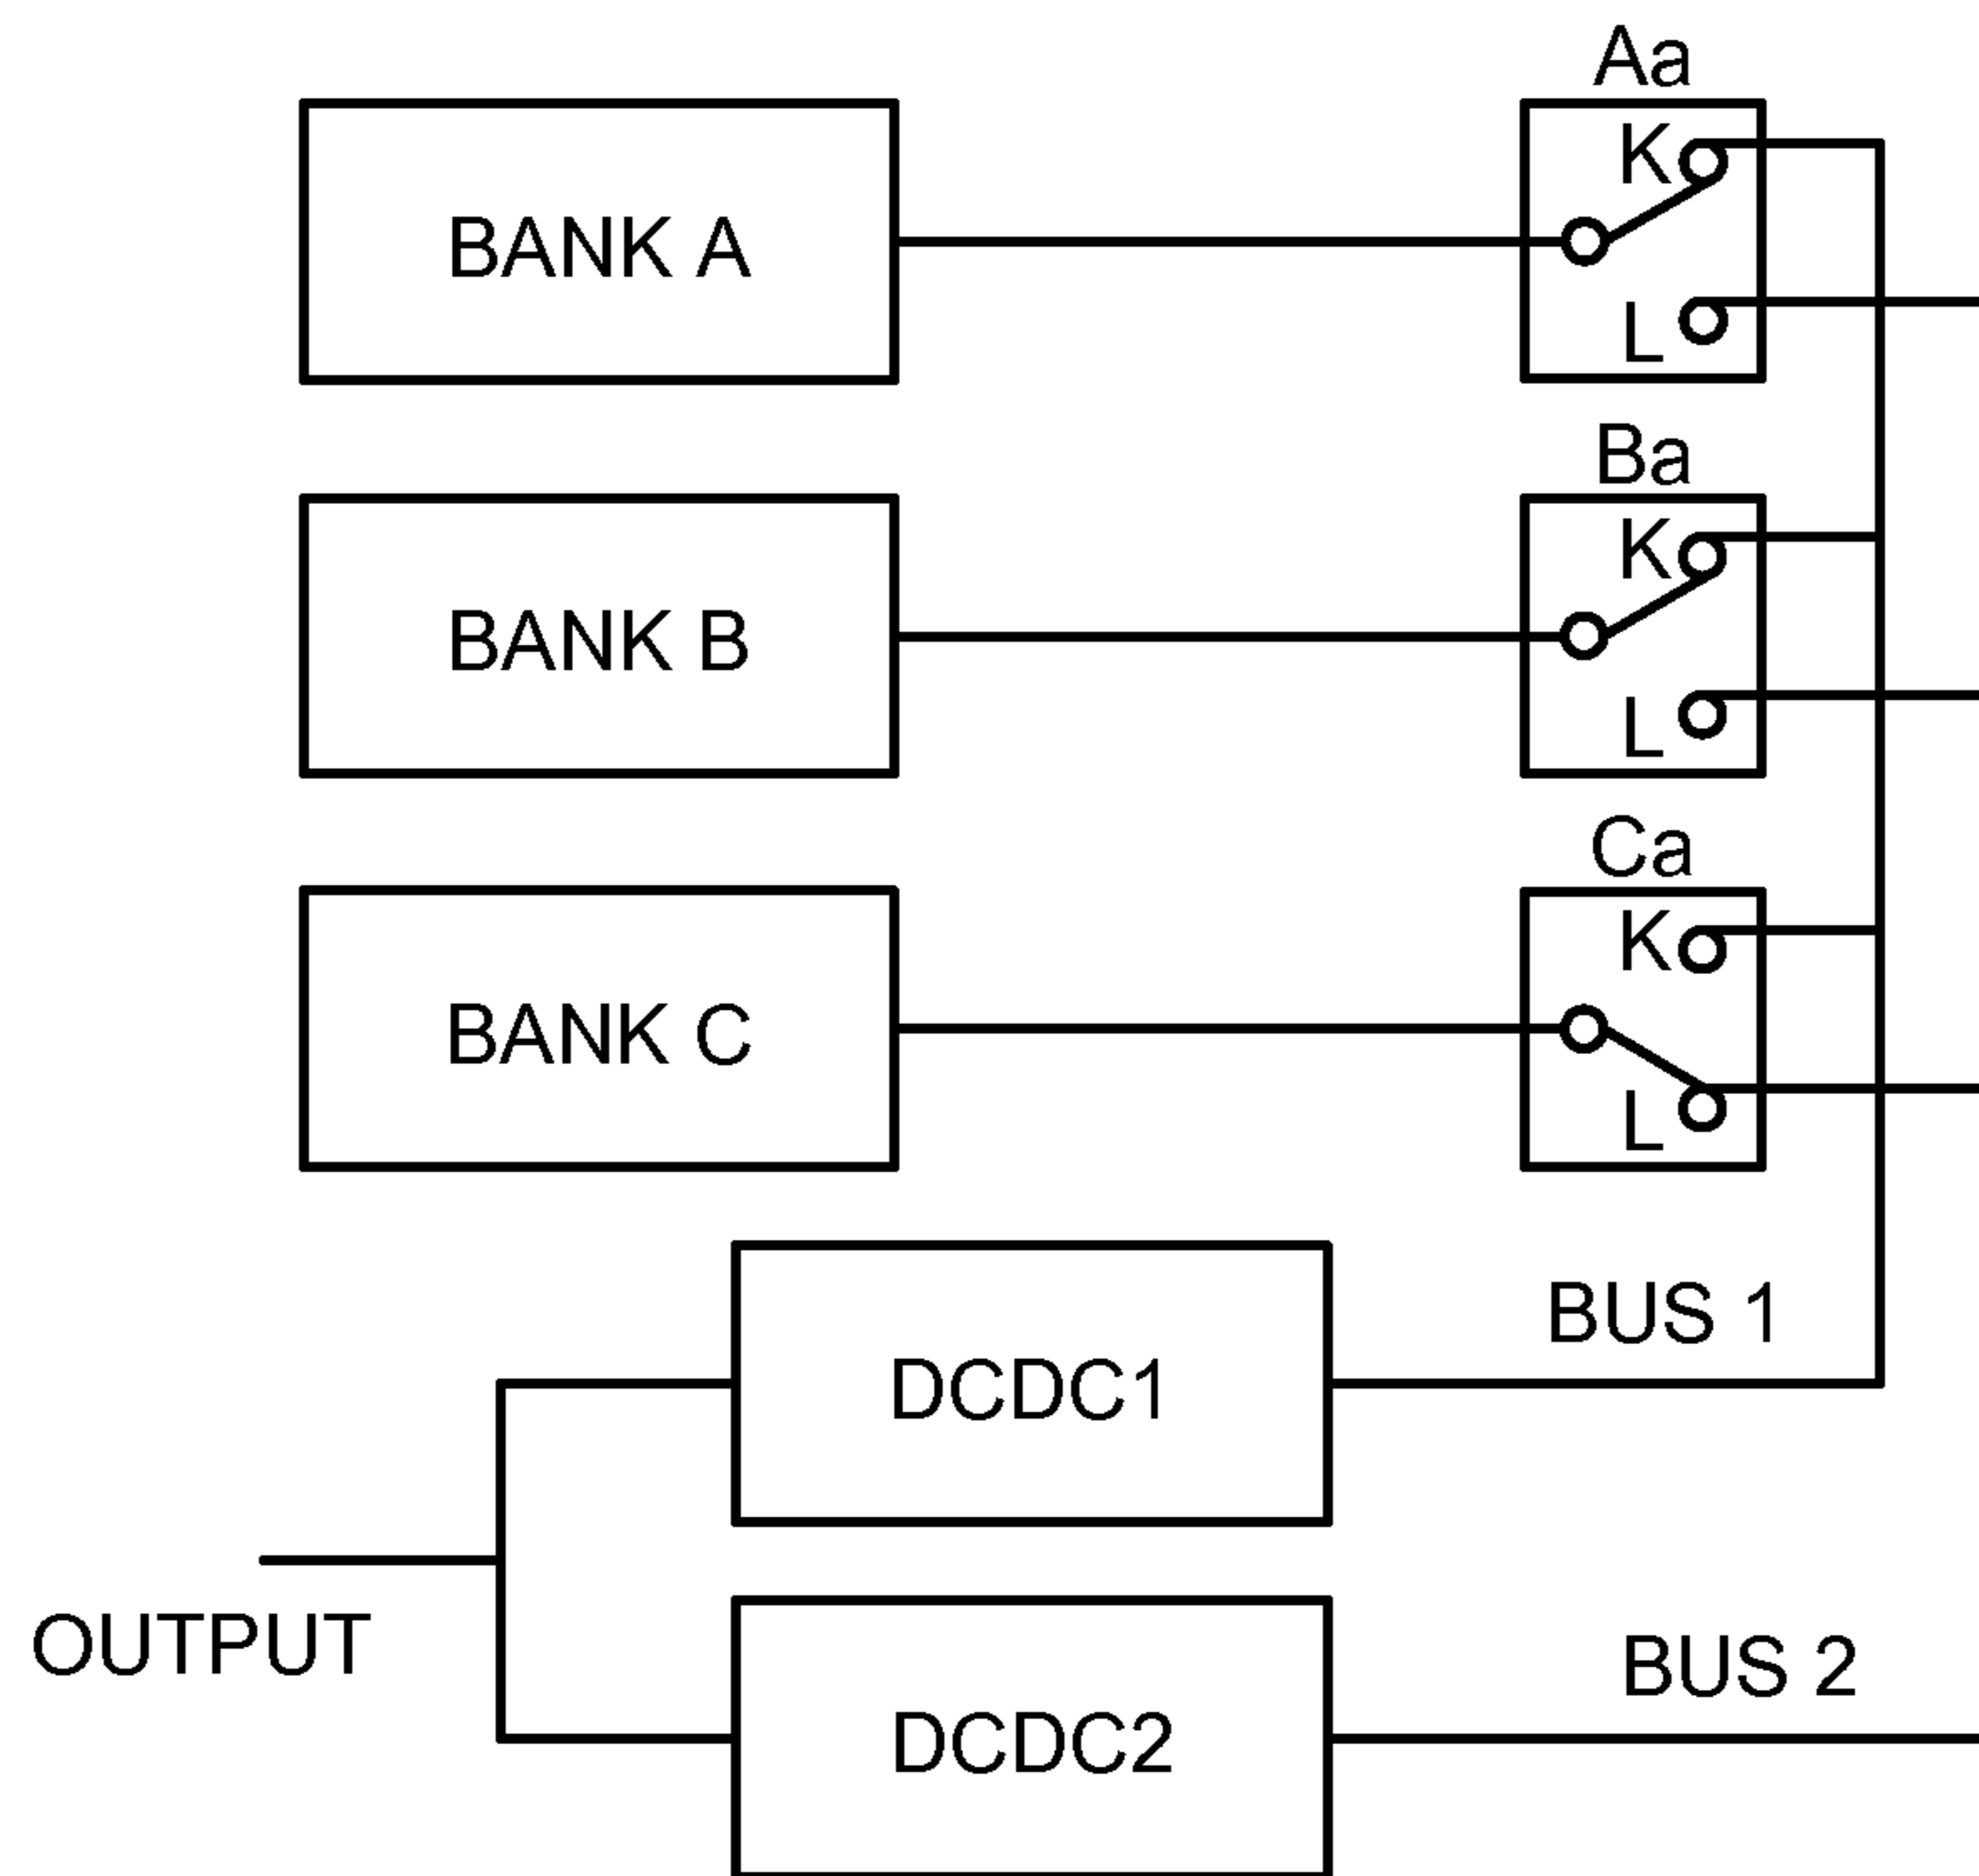 Aa
K
BANK A
L
Ba
K
BANK B
L
Ca
K
BANK C
L
BUS 1
DCDC1
OUTPUT
BUS 2
DCDC2